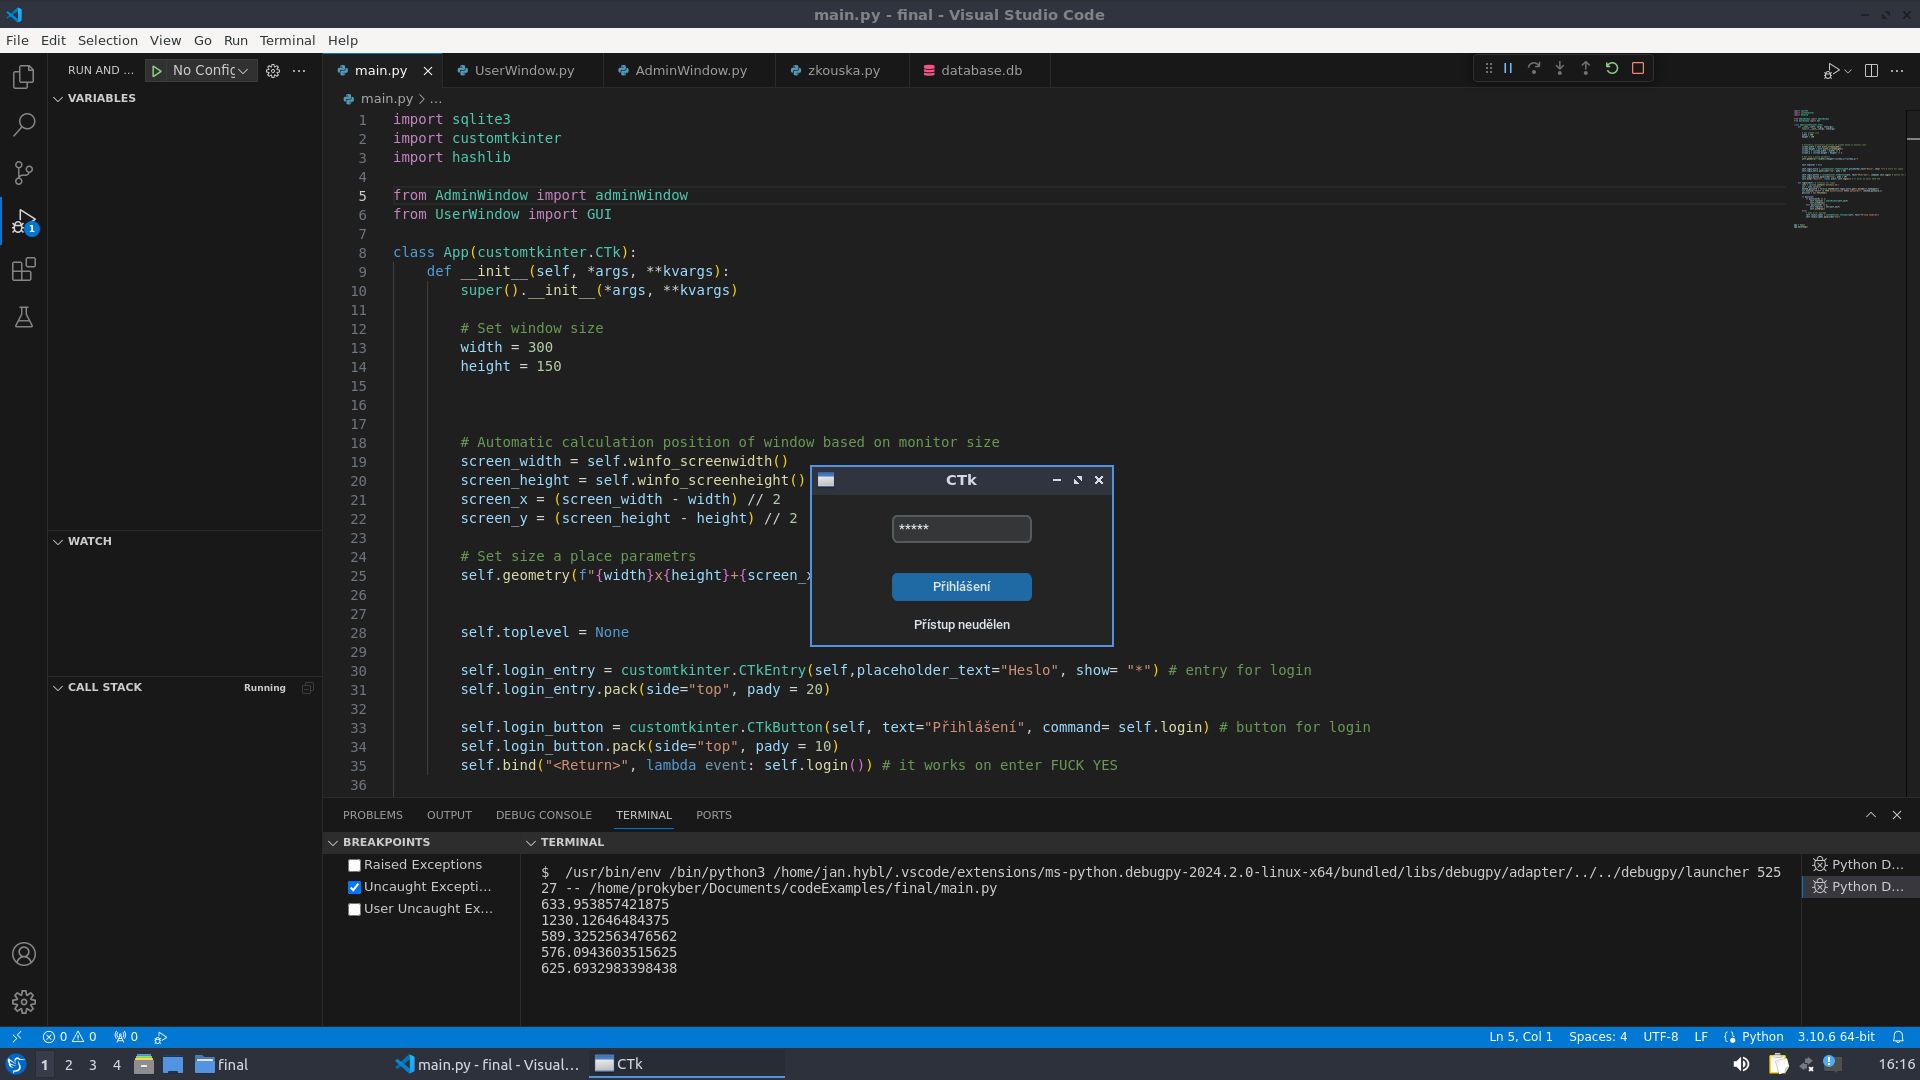 main.py - final - Visual Studio Code
File Edit Selection View Go Run Terminal Help
RUN AND ... No Config
main.py UserWindow.py AdminWindow.py zkouska.py database.db
VARIABLES
main.py > ...
1 import sqlite3
2 import customtkinter
3 import hashlib
4
5 from AdminWindow import adminWindow
6 from UserWindow import GUI
7
8 class App(customtkinter.CTk):
9 def __init__(self, *args, **kvargs):
10 super().__init__(*args, **kvargs)
11
12 # Set window size
13 width = 300
14 height = 150
15
16
17
18 # Automatic calculation position of window based on monitor size
19 screen_width = self.winfo_screenwidth()
20 screen_height = self.winfo_screenheight()
21 screen_x = (screen_width - width) // 2
22 screen_y = (screen_height - height) // 2
23
24 # Set size a place parametrs
25 self.geometry(f"{width}x{height}+{screen_x
26
27
28 self.toplevel = None
29
30 self.login_entry = customtkinter.CTkEntry(self,placeholder_text="Heslo", show= "*") # entry for login
31 self.login_entry.pack(side="top", pady = 20)
32
33 self.login_button = customtkinter.CTkButton(self, text="Přihlášení", command= self.login) # button for login
34 self.login_button.pack(side="top", pady = 10)
35 self.bind("<Return>", lambda event: self.login()) # it works on enter FUCK YES
36
CTk
*****
Přihlášení
Přístup neudělen
WATCH
CALL STACK Running
1
PROBLEMS OUTPUT DEBUG CONSOLE TERMINAL PORTS
BREAKPOINTS
Raised Exceptions
Uncaught Excepti...
User Uncaught Ex...
TERMINAL
$ /usr/bin/env /bin/python3 /home/jan.hybl/.vscode/extensions/ms-python.debugpy-2024.2.0-linux-x64/bundled/libs/debugpy/adapter/../../debugpy/launcher 525
27 -- /home/prokyber/Documents/codeExamples/final/main.py
633.953857421875
1230.12646484375
589.3252563476562
576.0943603515625
625.6932983398438
Python D...
Python D...
0 0 0 Ln 5, Col 1 Spaces: 4 UTF-8 LF Python 3.10.6 64-bit
1 2 3 4 final main.py - final - Visual... CTk 16:16